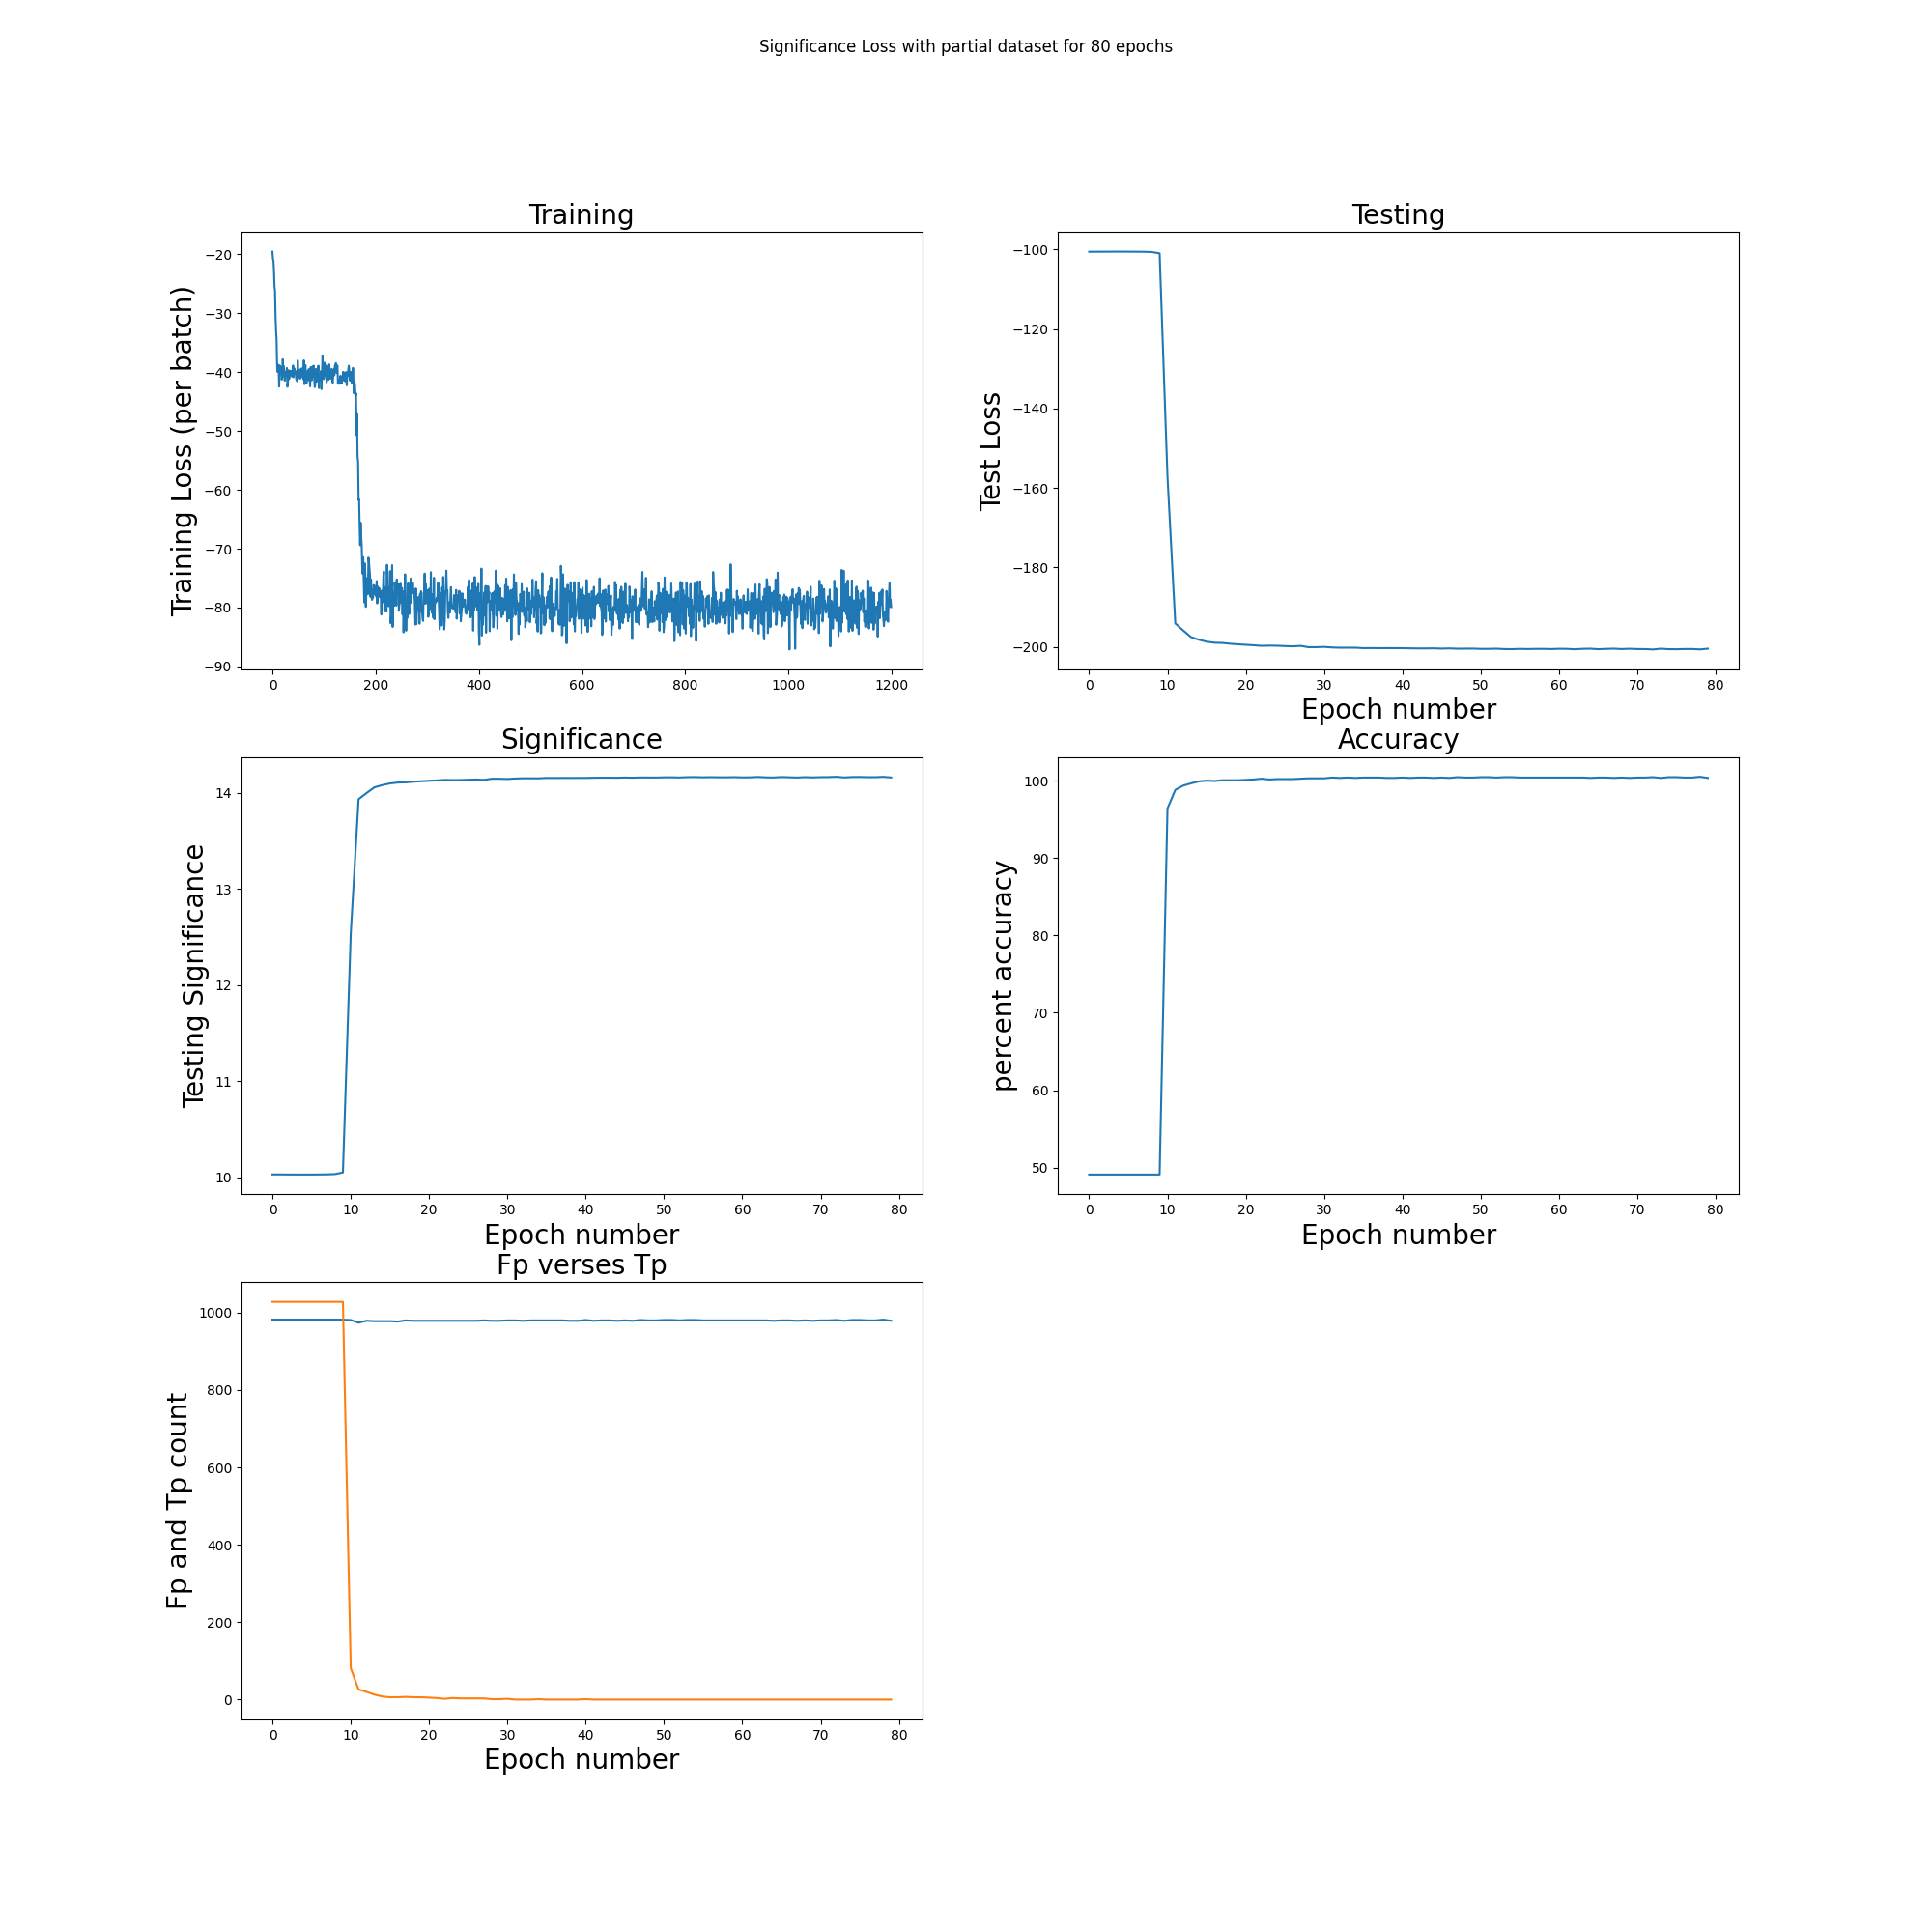 Significance Loss with partial dataset for 80 epochs
Training
Training Loss (per batch)
−20
−30
−40
−50
−60
−70
−80
−90
0 200 400 600 800 1000 1200
Testing
Test Loss
−100
−120
−140
−160
−180
−200
0 10 20 30 40 50 60 70 80
Epoch number
Significance
Testing Significance
14
13
12
11
10
0 10 20 30 40 50 60 70 80
Epoch number
Accuracy
percent accuracy
100
90
80
70
60
50
0 10 20 30 40 50 60 70 80
Epoch number
Fp verses Tp
Fp and Tp count
1000
800
600
400
200
0
0 10 20 30 40 50 60 70 80
Epoch number